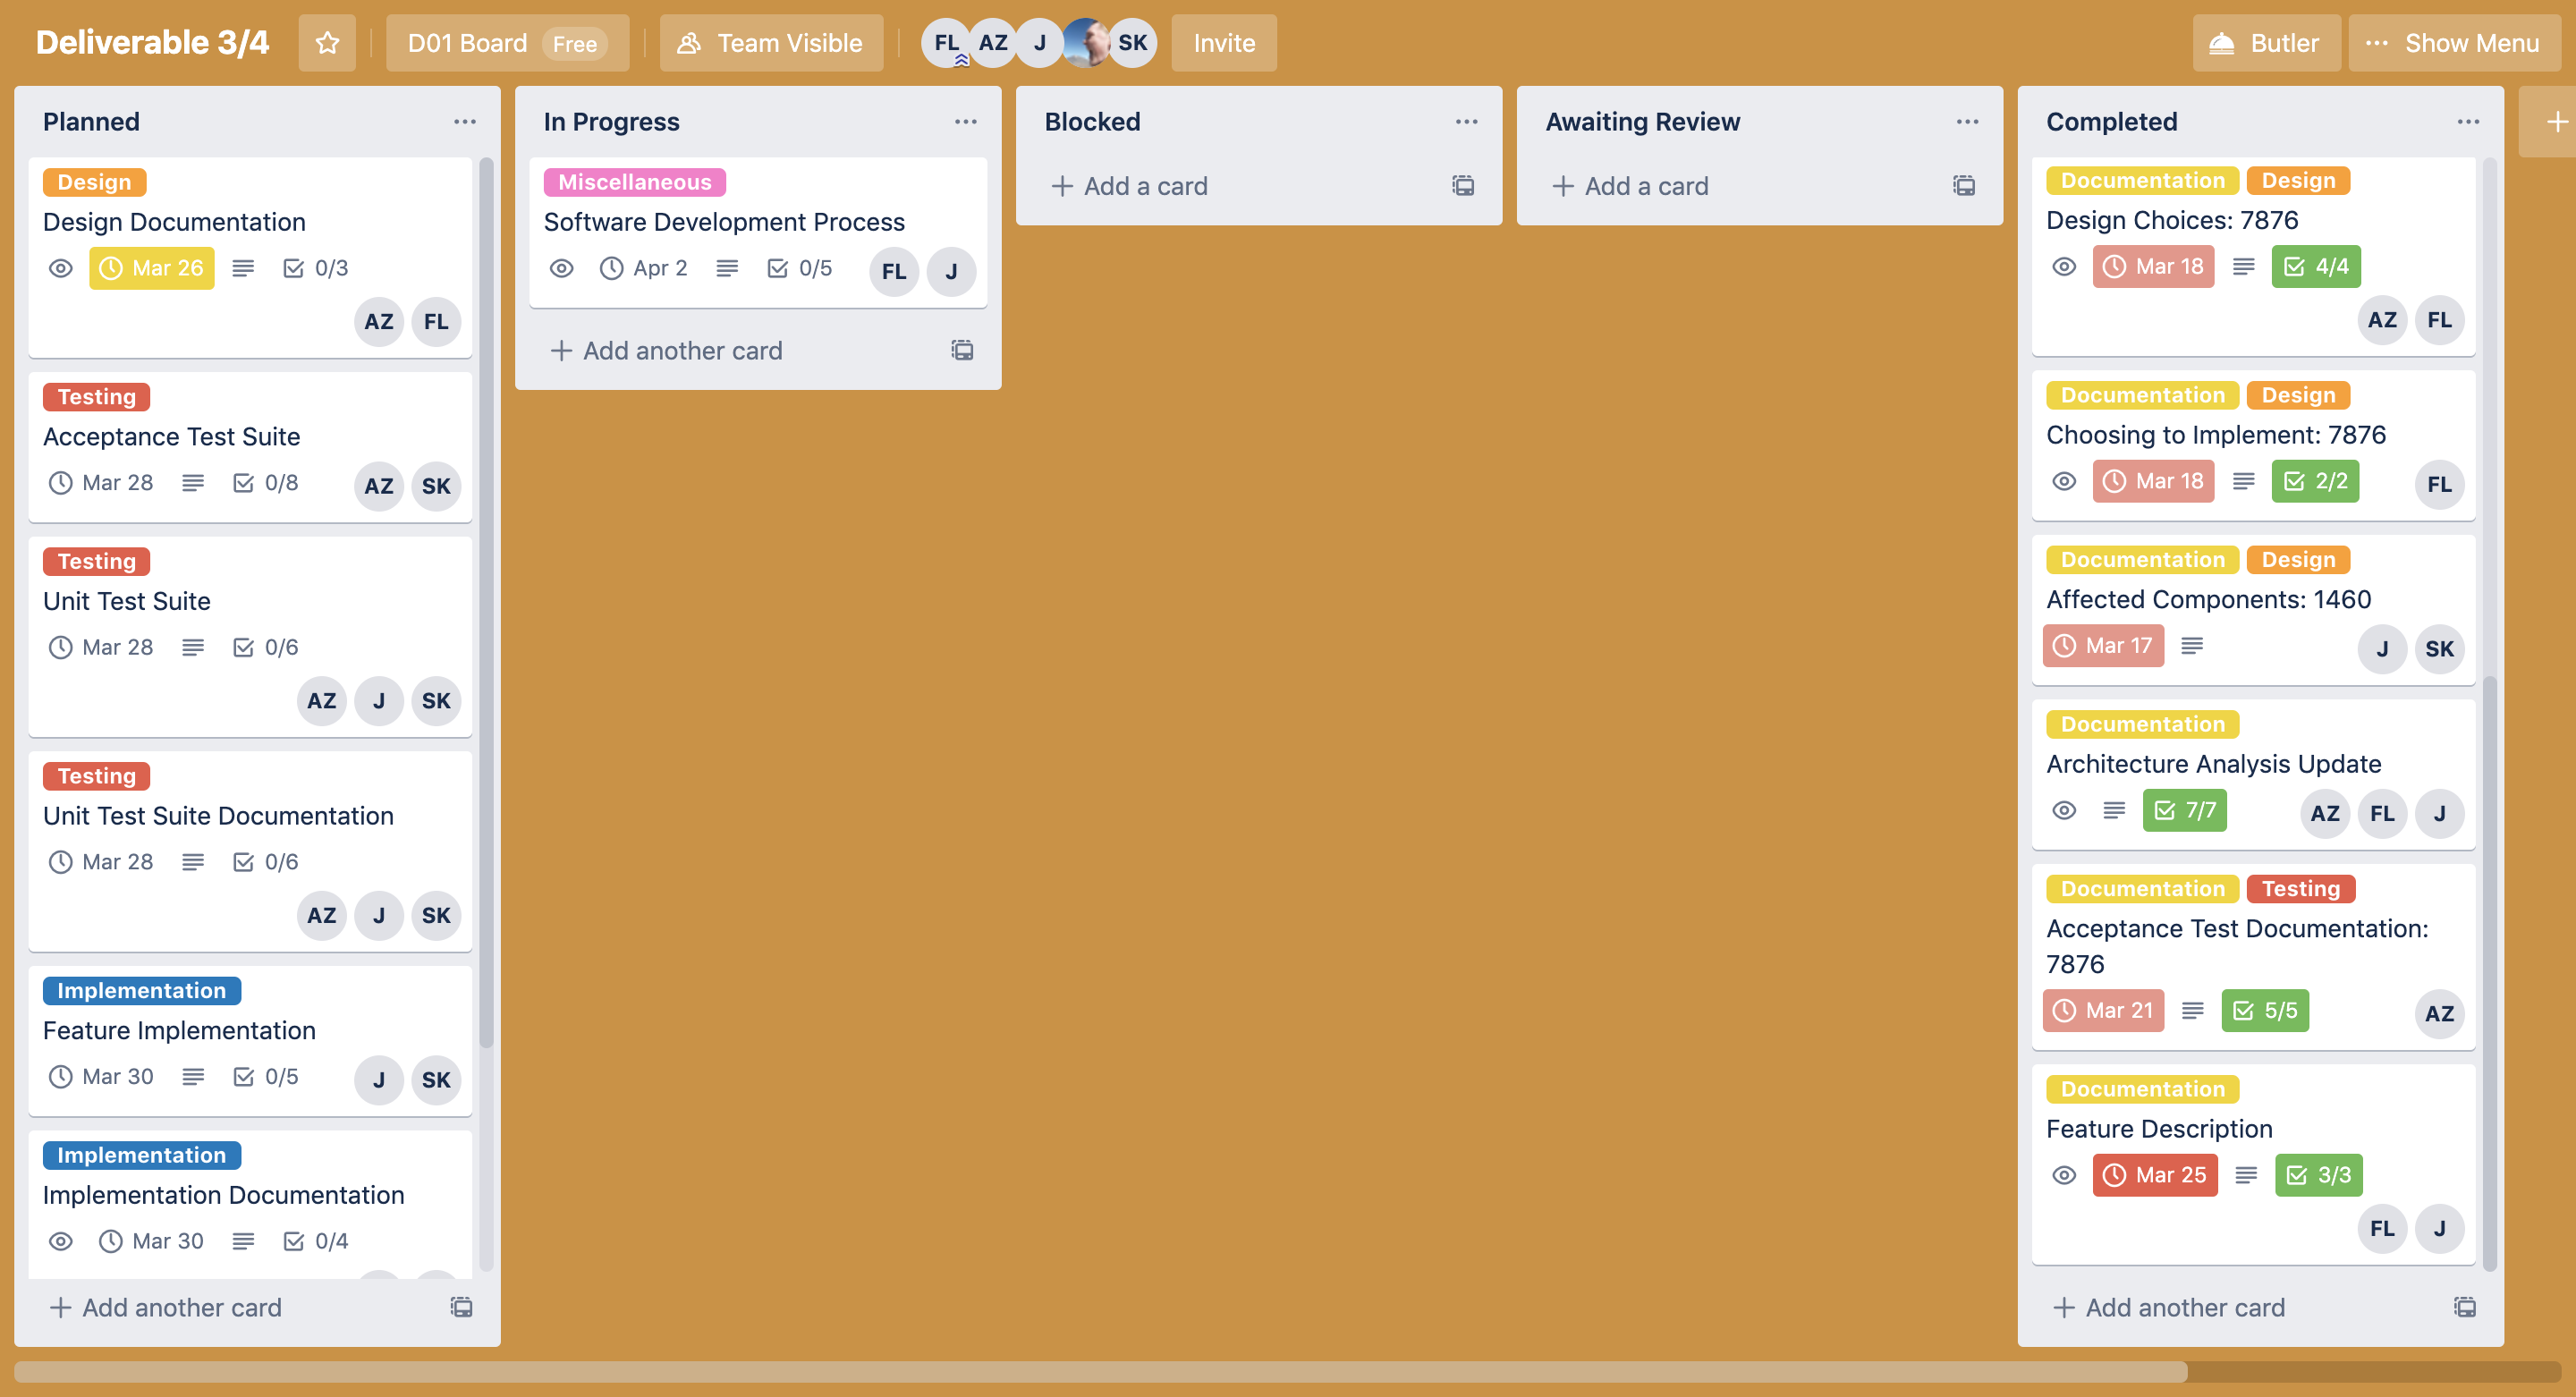 Deliverable 3/4
D01 Board Free
Team Visible
FL AZ J SK
Invite
Butler
... Show Menu
Planned
Design
Design Documentation
Mar 26 0/3
AZ FL
Testing
Acceptance Test Suite
Mar 28 0/8 AZ SK
Testing
Unit Test Suite
Mar 28 0/6
AZ J SK
Testing
Unit Test Suite Documentation
Mar 28 0/6
AZ J SK
Implementation
Feature Implementation
Mar 30 0/5 J SK
Implementation
Implementation Documentation
Mar 30 0/4
+ Add another card
In Progress
Miscellaneous
Software Development Process
Apr 2 0/5 FL J
+ Add another card
Blocked
+ Add a card
Awaiting Review
+ Add a card
Completed
Documentation Design
Design Choices: 7876
Mar 18 4/4
AZ FL
Documentation Design
Choosing to Implement: 7876
Mar 18 2/2 FL
Documentation Design
Affected Components: 1460
Mar 17 J SK
Documentation
Architecture Analysis Update
7/7 AZ FL J
Documentation Testing
Acceptance Test Documentation:
7876
Mar 21 5/5 AZ
Documentation
Feature Description
Mar 25 3/3
FL J
+ Add another card